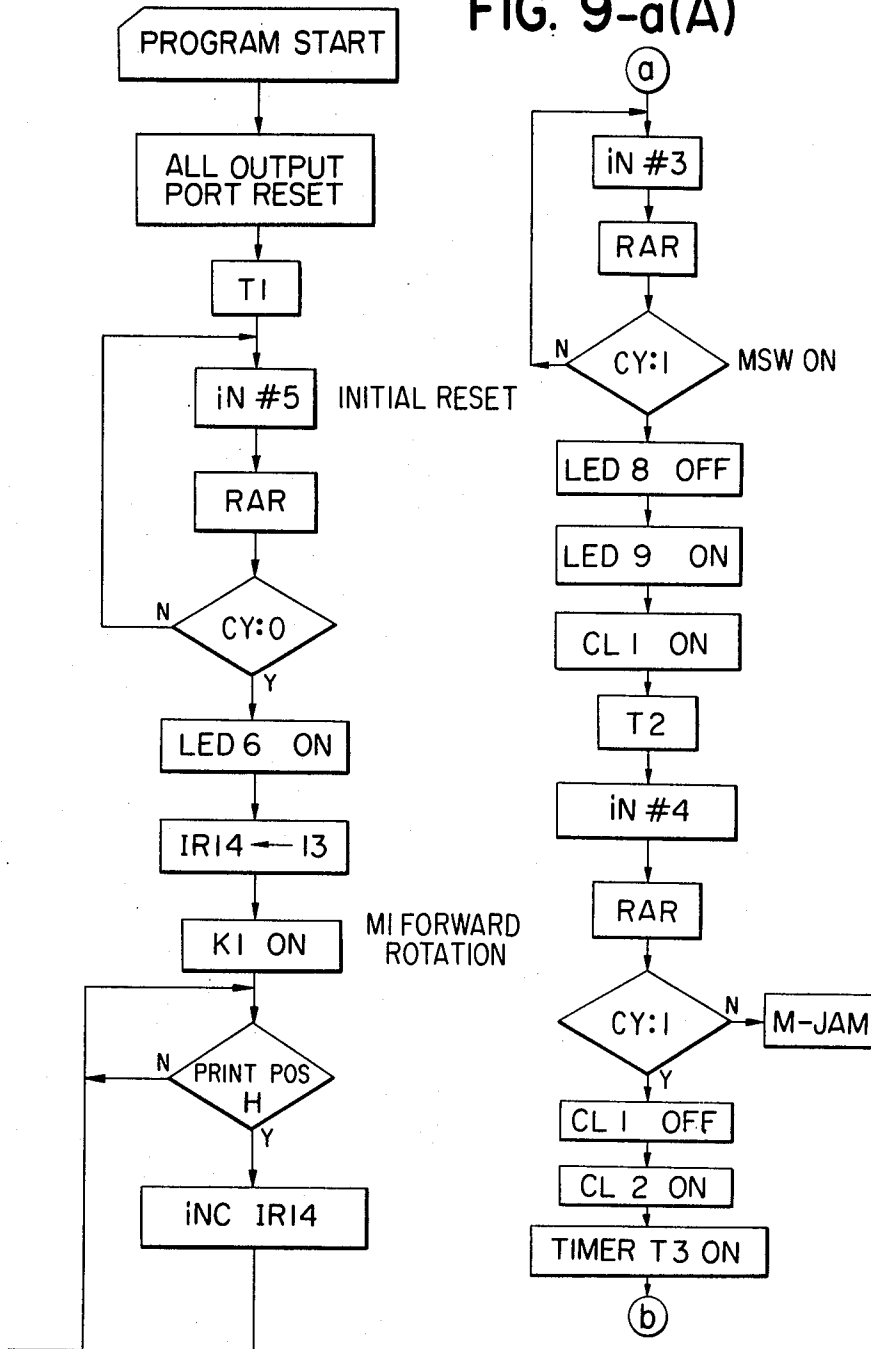 FIG. 9-a(A)
PROGRAM START
ALL OUTPUT
PORT RESET
T1
iN #5
INITIAL RESET
RAR
CY:0
N
Y
LED 6 ON
IR14 ← 13
K1 ON
M1 FORWARD
ROTATION
PRINT POS
H
N
Y
iNC IR14
a
iN #3
RAR
CY:1
N
MSW ON
LED 8 OFF
LED 9 ON
CL 1 ON
T2
iN #4
RAR
CY:1
N
M-JAM
Y
CL 1 OFF
CL 2 ON
TIMER T3 ON
b